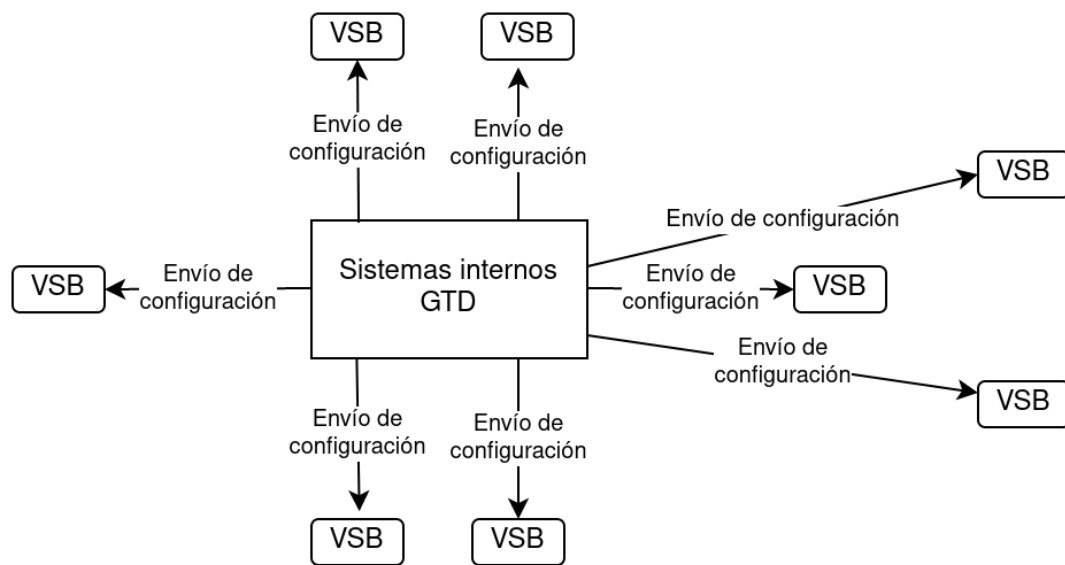 VSB
VSB
Envío de
configuración
Envío de
configuración
VSB
Envío de configuración
VSB
Envío de
configuración
Sistemas internos
GTD
Envío de
configuración
VSB
Envío de
configuración
VSB
Envío de
configuración
Envío de
configuración
VSB
VSB